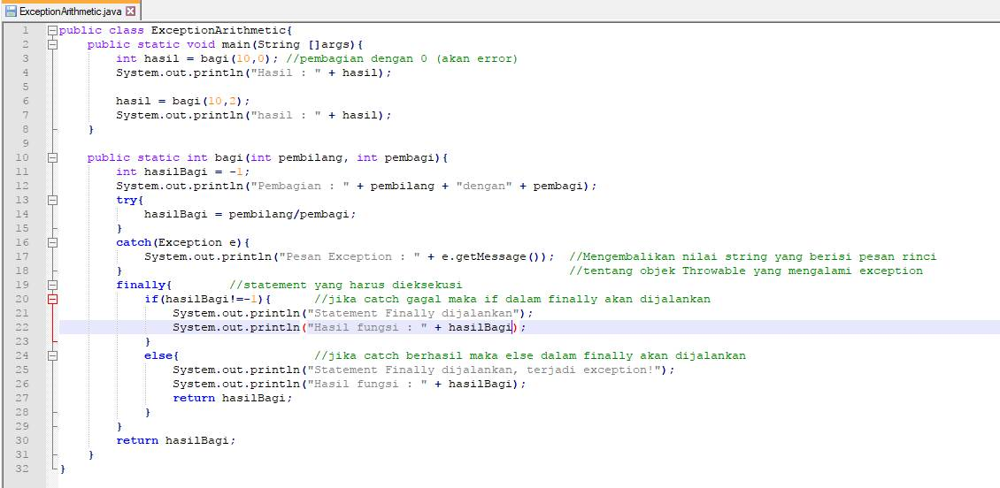 ExceptionArithmetic.java
1 public class ExceptionArithmetic{
2 public static void main(String []args){
3 int hasil = bagi(10,0); //pembagian dengan 0 (akan error)
4 System.out.println("Hasil : " + hasil);
5
6 hasil = bagi(10,2);
7 System.out.println("hasil : " + hasil);
8 }
9
10 public static int bagi(int pembilang, int pembagi){
11 int hasilBagi = -1;
12 System.out.println("Pembagian : " + pembilang + "dengan" + pembagi);
13 try{
14 hasilBagi = pembilang/pembagi;
15 }
16 catch(Exception e){
17 System.out.println("Pesan Exception : " + e.getMessage()); //Mengembalikan nilai string yang berisi pesan rinci
18 } //tentang objek Throwable yang mengalami exception
19 finally{ //statement yang harus dieksekusi
20 if(hasilBagi!=-1){ //jika catch gagal maka if dalam finally akan dijalankan
21 System.out.println("Statement Finally dijalankan");
22 System.out.println("Hasil fungsi : " + hasilBagi);
23 }
24 else{ //jika catch berhasil maka else dalam finally akan dijalankan
25 System.out.println("Statement Finally dijalankan, terjadi exception!");
26 System.out.println("Hasil fungsi : " + hasilBagi);
27 return hasilBagi;
28 }
29 }
30 return hasilBagi;
31 }
32 }